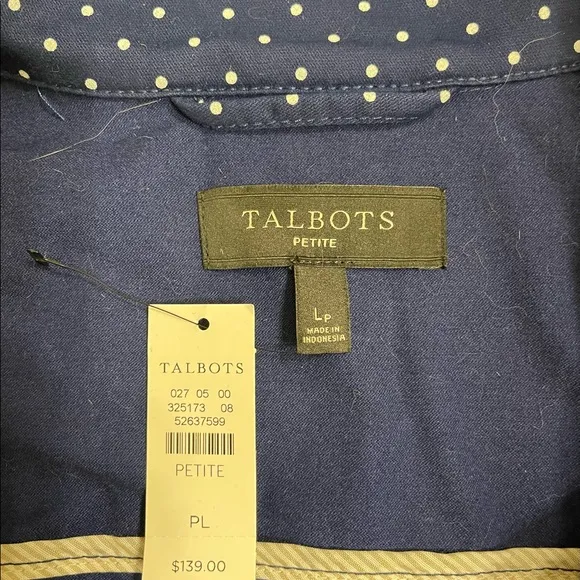 TALBOTS
PETITE
LP
MADE IN
INDONESIA
TALBOTS
027 05 00
325173 08
52637599
PETITE
PL
$139.00